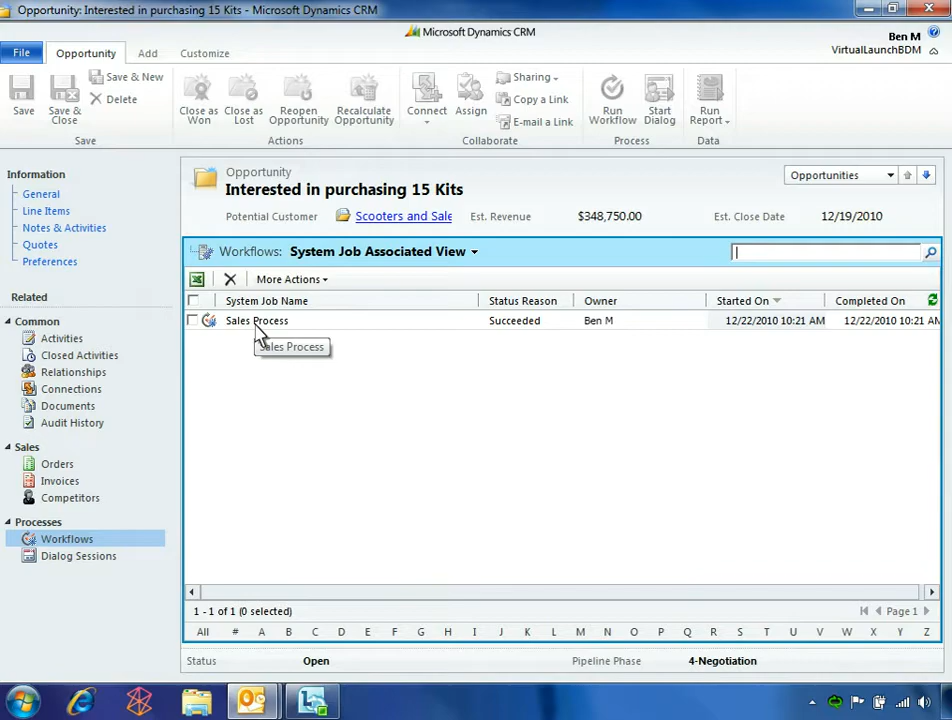 Opportunity: Interested in purchasing 15 Kits - Microsoft Dynamics CRM
Microsoft Dynamics CRM
Ben M
VirtualLaunchBDM
File
Opportunity
Add
Customize
Save
Save & Close
Save & New
Delete
Close as Won
Close as Lost
Reopen Opportunity
Recalculate Opportunity
Connect
Assign
Sharing
Copy a Link
E-mail a Link
Run Workflow
Start Dialog
Run Report
Save
Actions
Collaborate
Process
Data
Information
General
Line Items
Notes & Activities
Quotes
Preferences
Related
Common
Activities
Closed Activities
Relationships
Connections
Documents
Audit History
Sales
Orders
Invoices
Competitors
Processes
Workflows
Dialog Sessions
Opportunity
Interested in purchasing 15 Kits
Opportunities
Potential Customer Scooters and Sale Est. Revenue $348,750.00 Est. Close Date 12/19/2010
Workflows: System Job Associated View
More Actions
System Job Name Status Reason Owner Started On Completed On
Sales Process Succeeded Ben M 12/22/2010 10:21 AM 12/22/2010 10:21 AM
Sales Process
1 - 1 of 1 (0 selected) Page 1
All # A B C D E F G H I J K L M N O P Q R S T U V W X Y Z
Status Open Pipeline Phase 4-Negotiation